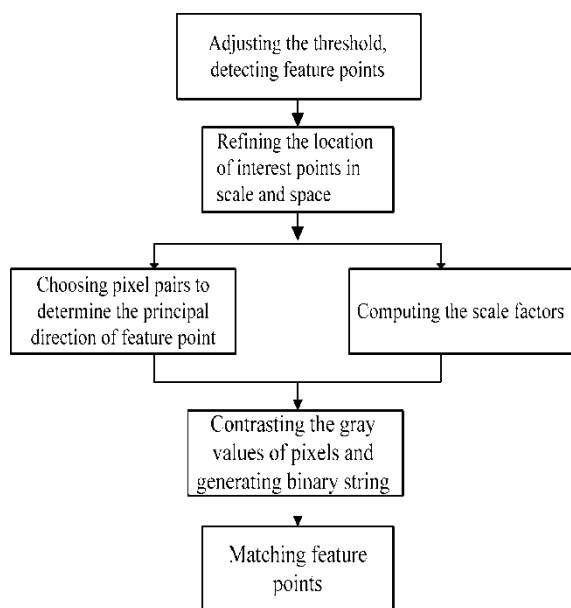 Adjusting the threshold,
detecting feature points
Refining the location
of interest points in
scale and space
Choosing pixel pairs to
determine the principal
direction of feature point
Computing the scale factors
Contrasting the gray
values of pixels and
generating binary string
Matching feature
points